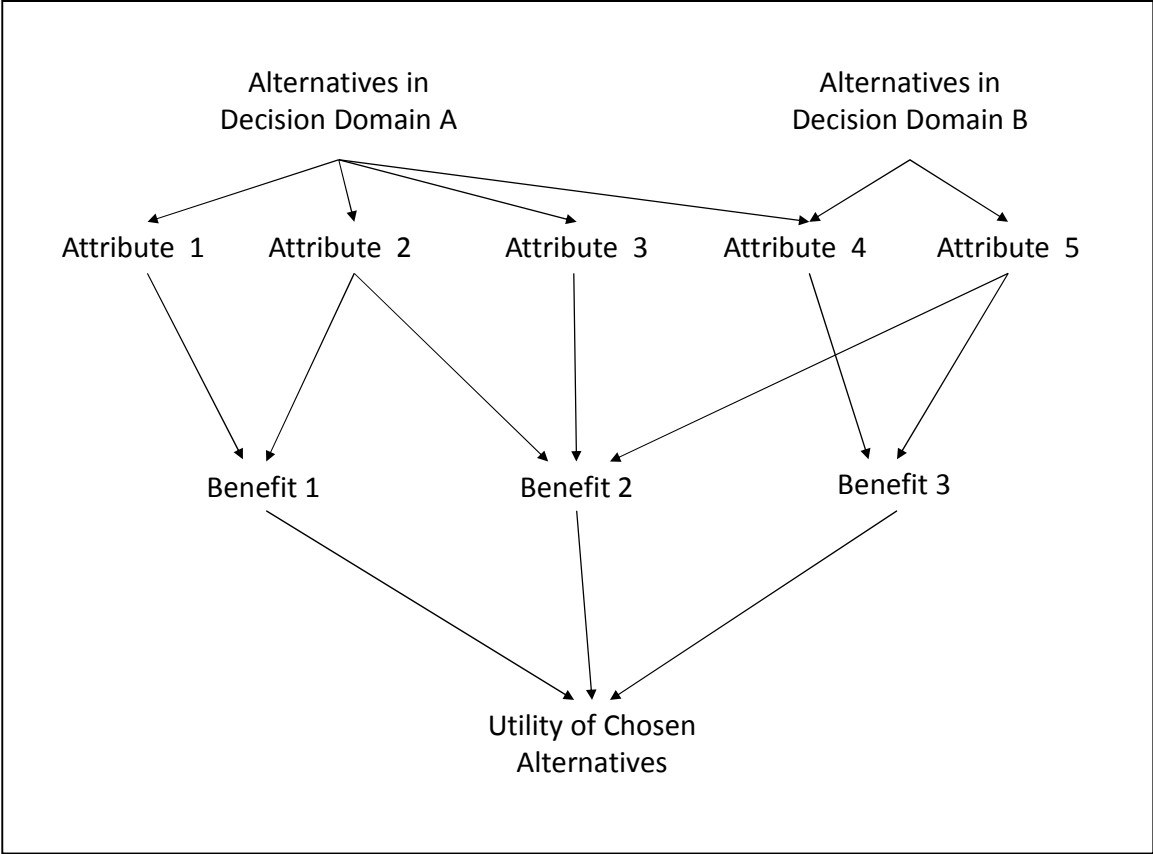 Alternatives in
Decision Domain A
Alternatives in
Decision Domain B
Attribute 1
Attribute 2
Attribute 3
Attribute 4
Attribute 5
Benefit 1
Benefit 2
Benefit 3
Utility of Chosen
Alternatives